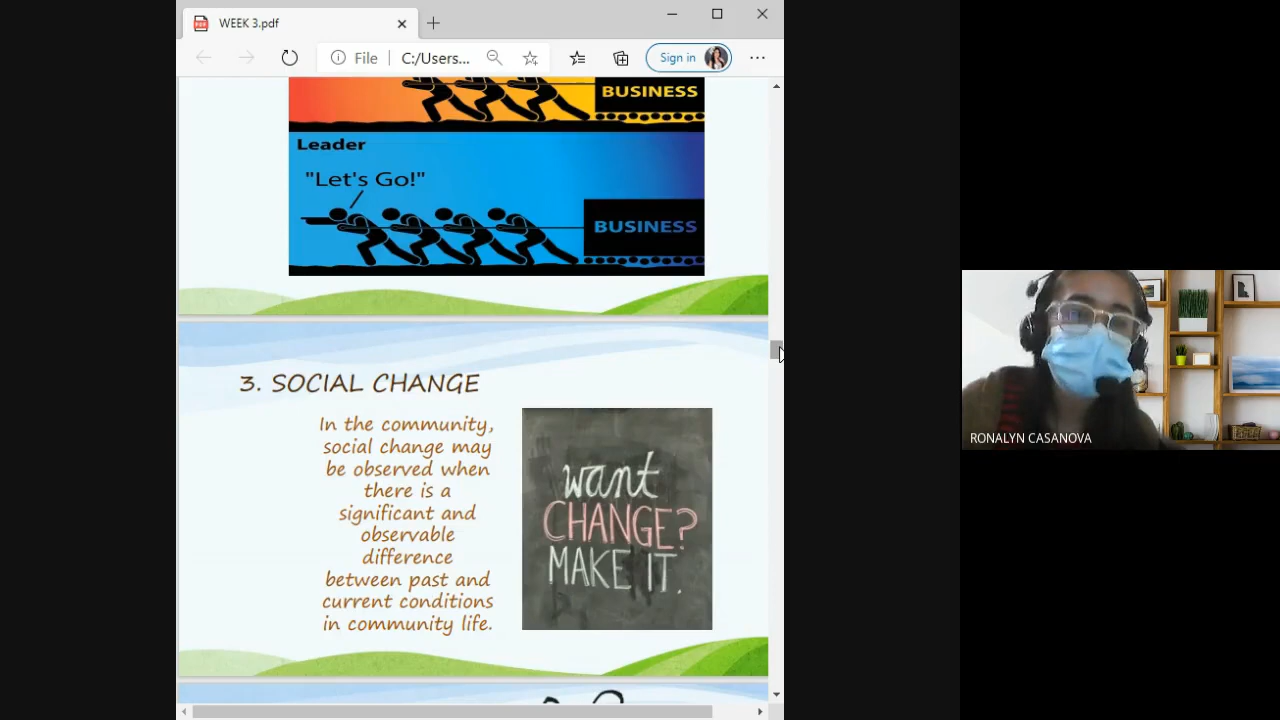 WEEK 3.pdf
File
C:/Users...
Sign in
BUSINESS
Leader
"Let's Go!"
BUSINESS
3. SOCIAL CHANGE
In the community,
social change may
be observed when
there is a
significant and
observable
difference
between past and
current conditions
in community life.
want
CHANGE?
MAKE IT.
RONALYN CASANOVA